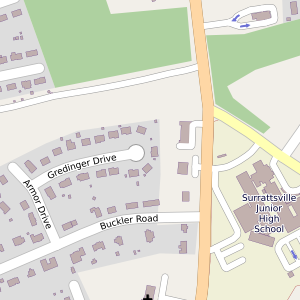 Gredinger Drive
Armor Drive
Buckler Road
Surrattsville
Junior
High
School